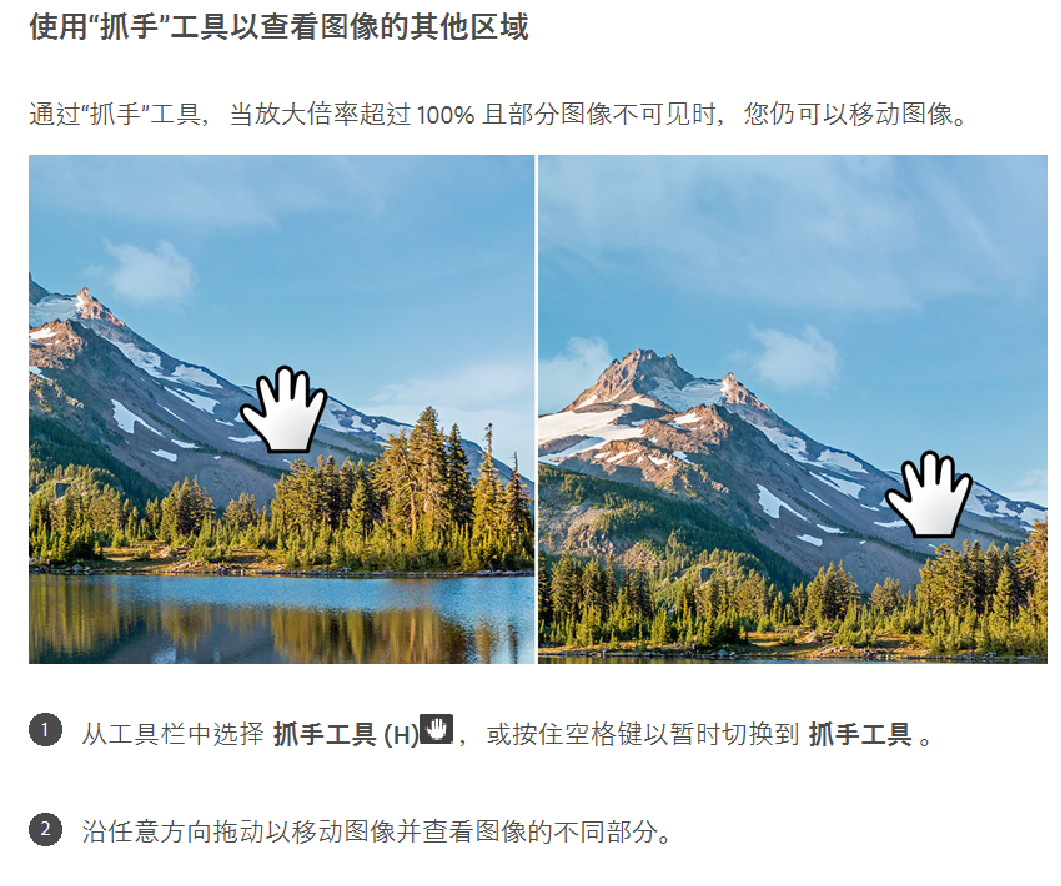 使用“抓手”工具以查看图像的其他区域
通过“抓手”工具，当放大倍率超过 100% 且部分图像不可见时，您仍可以移动图像。
1 从工具栏中选择 抓手工具 (H) ，或按住空格键以暂时切换到 抓手工具 。
2 沿任意方向拖动以移动图像并查看图像的不同部分。